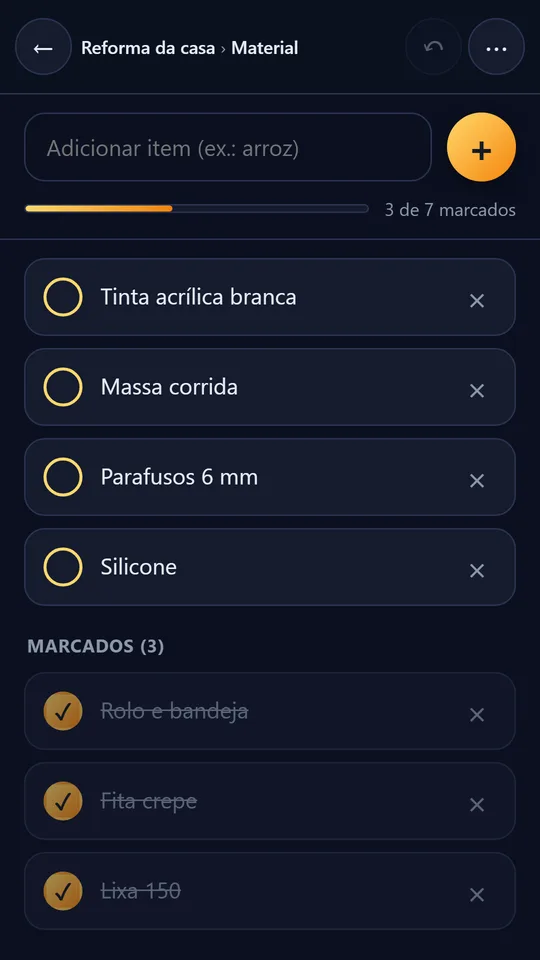 ← Reforma da casa › Material ...
Adicionar item (ex.: arroz) +
3 de 7 marcados
Tinta acrílica branca ×
Massa corrida ×
Parafusos 6 mm ×
Silicone ×
MARCADOS (3)
✓ Rolo e bandeja ×
✓ Fita crepe ×
✓ Lixa 150 ×